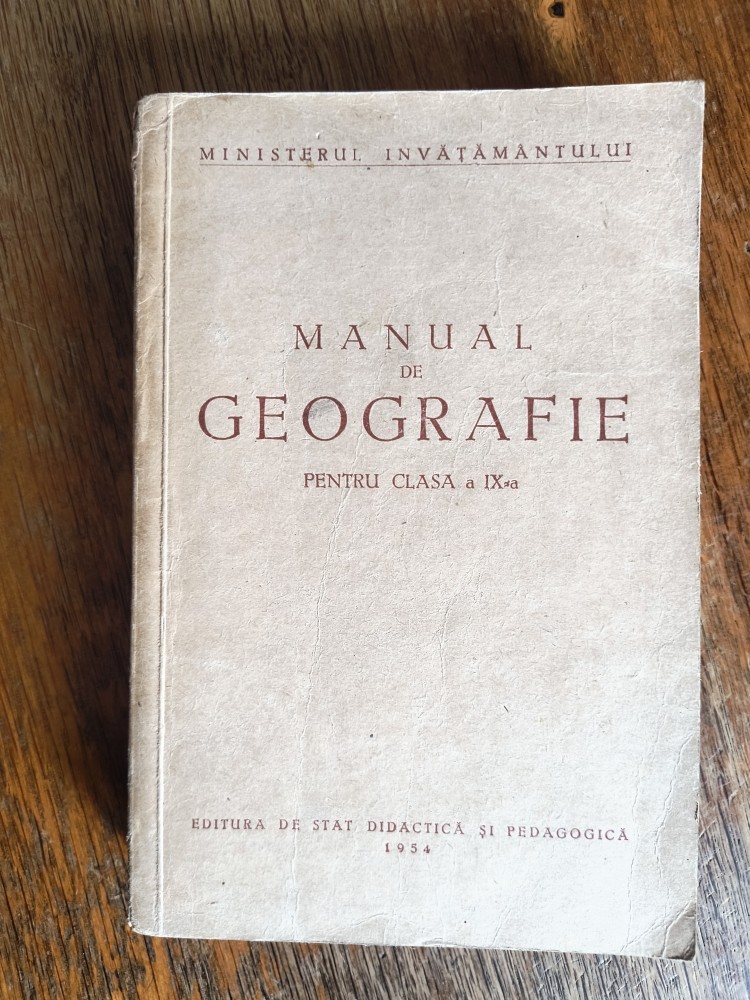 MINISTERUL INVĂȚĂMÂNTULUI
MANUAL
DE
GEOGRAFIE
PENTRU CLASA a IX-a
EDITURA DE STAT DIDACTICĂ ȘI PEDAGOGICĂ
1954